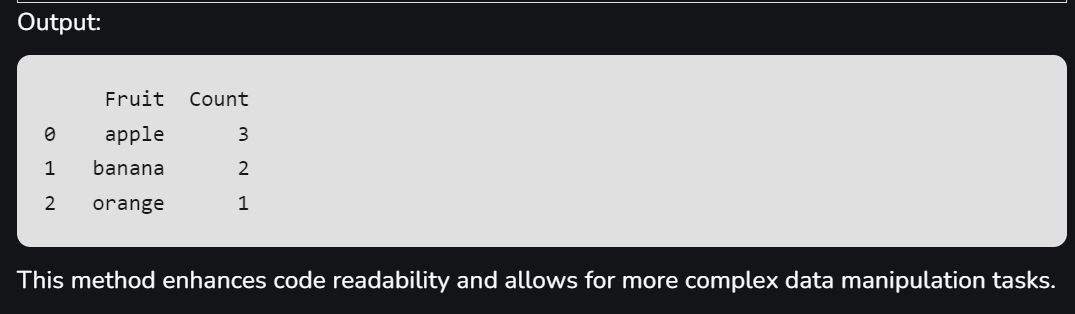 Output:
Fruit Count
0 apple 3
1 banana 2
2 orange 1
This method enhances code readability and allows for more complex data manipulation tasks.